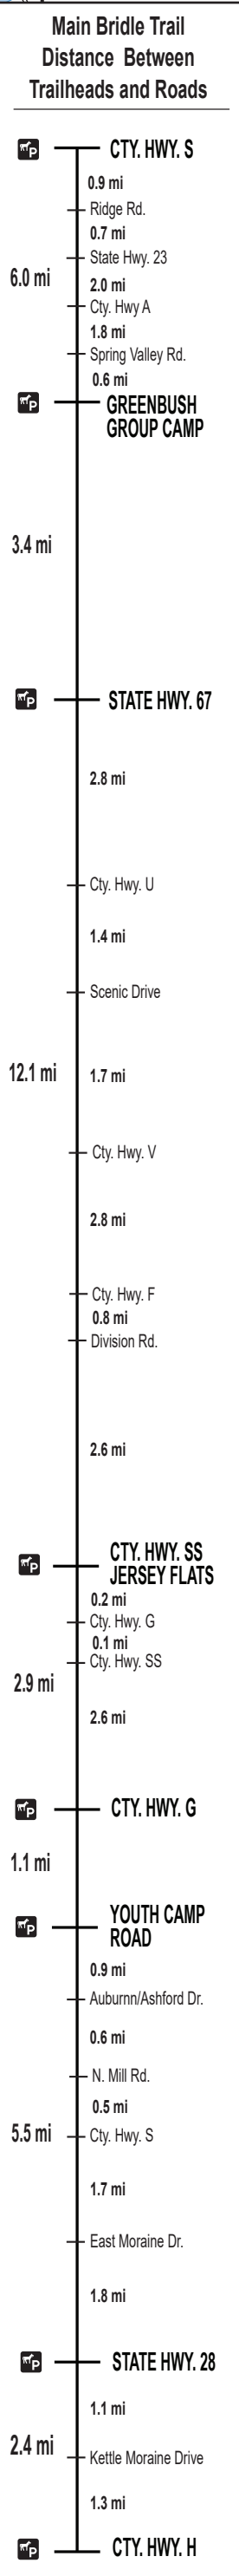 Main Bridle Trail
Distance Between
Trailheads and Roads
P CTY. HWY. S
0.9 mi
Ridge Rd.
0.7 mi
State Hwy. 23
6.0 mi
2.0 mi
Cty. Hwy A
1.8 mi
Spring Valley Rd.
0.6 mi
P GREENBUSH
GROUP CAMP
3.4 mi
P STATE HWY. 67
2.8 mi
Cty. Hwy. U
1.4 mi
Scenic Drive
12.1 mi 1.7 mi
Cty. Hwy. V
2.8 mi
Cty. Hwy. F
0.8 mi
Division Rd.
2.6 mi
P CTY. HWY. SS
JERSEY FLATS
0.2 mi
Cty. Hwy. G
0.1 mi
Cty. Hwy. SS
2.9 mi
2.6 mi
P CTY. HWY. G
1.1 mi
P YOUTH CAMP
ROAD
0.9 mi
Auburnn/Ashford Dr.
0.6 mi
N. Mill Rd.
0.5 mi
5.5 mi Cty. Hwy. S
1.7 mi
East Moraine Dr.
1.8 mi
P STATE HWY. 28
1.1 mi
2.4 mi
Kettle Moraine Drive
1.3 mi
P CTY. HWY. H